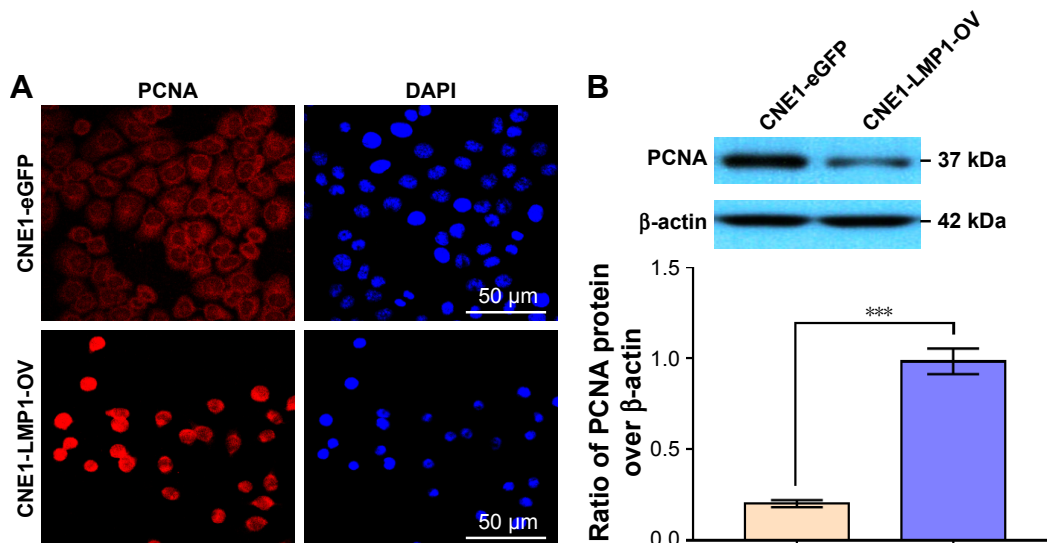 A
PCNA
DAPI
CNE1-eGFP
50 µm
CNE1-LMP1-OV
50 µm
B
CNE1-eGFP
CNE1-LMP1-OV
PCNA
37 kDa
β-actin
42 kDa
Ratio of PCNA protein
over β-actin
1.5
1.0
0.5
0.0
***